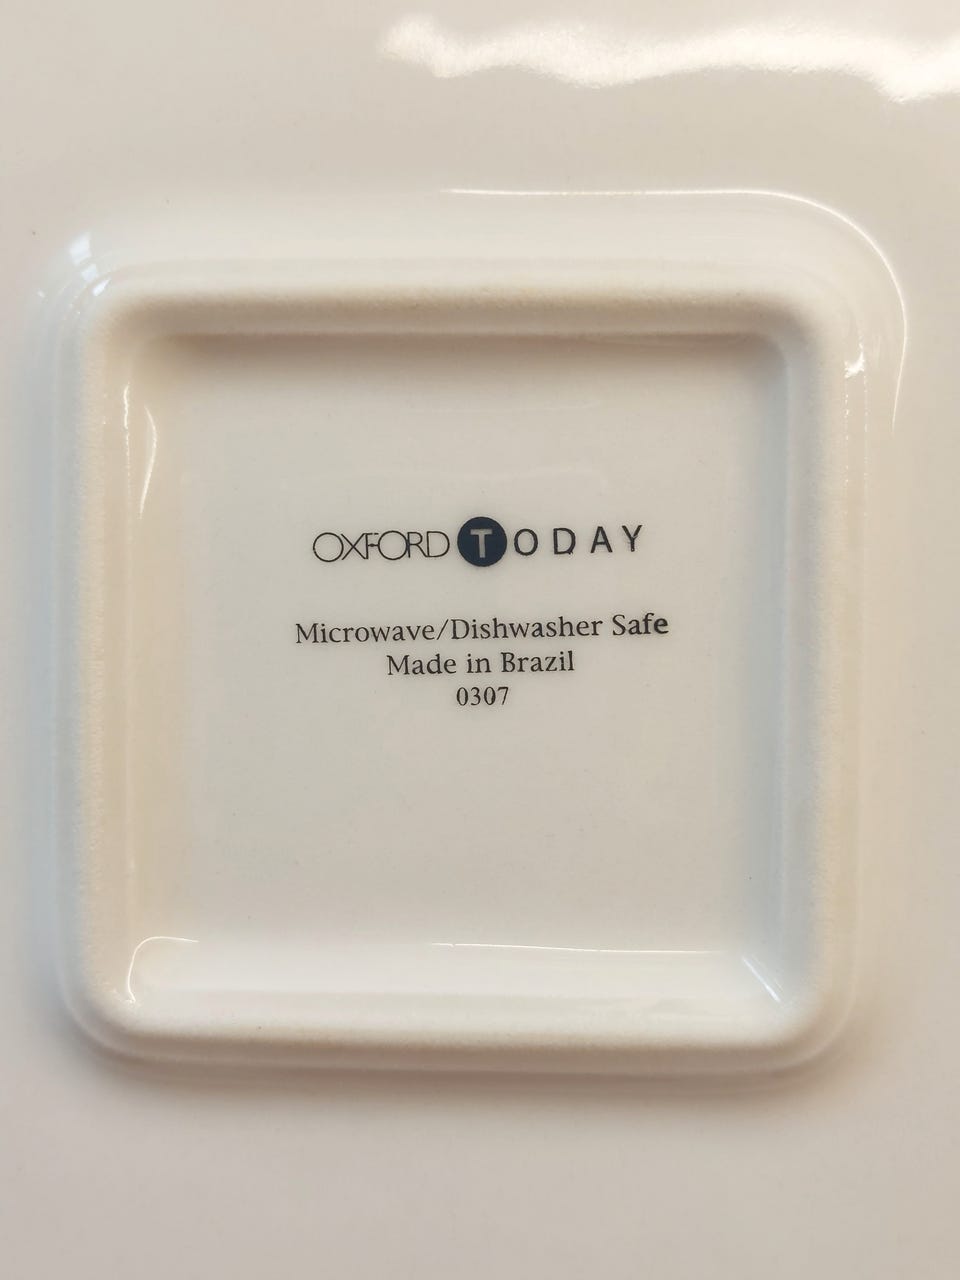 OXFORD TODAY
Microwave/Dishwasher Safe
Made in Brazil
0307